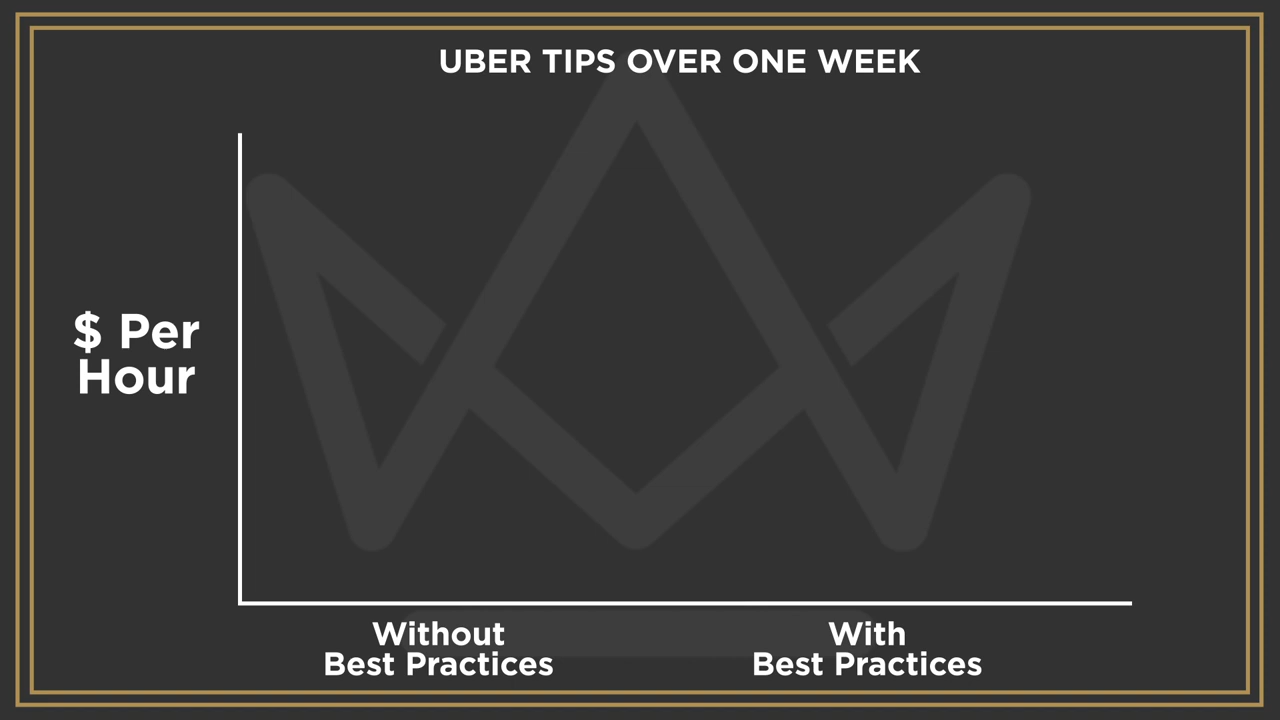 UBER TIPS OVER ONE WEEK
$ Per
Hour
Without
Best Practices
With
Best Practices